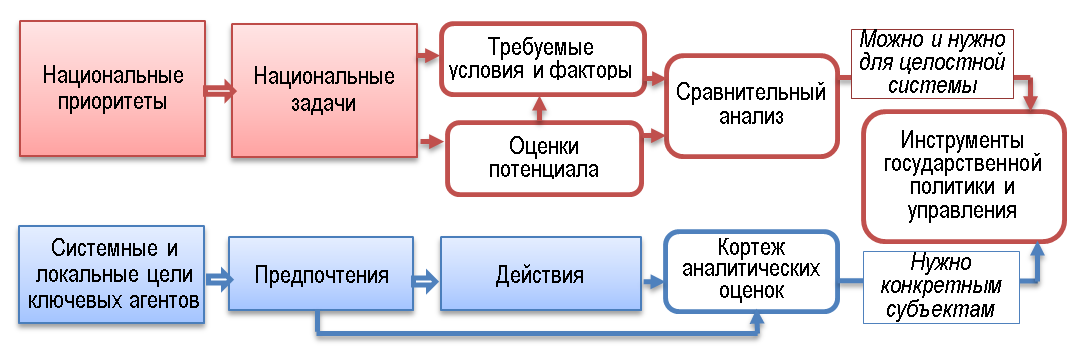 Национальные
приоритеты
Национальные
задачи
Требуемые
условия и факторы
Оценки
потенциала
Сравнительный
анализ
Можно и нужно
для целостной
системы
Инструменты
государственной
политики и
управления
Системные и
локальные цели
ключевых агентов
Предпочтения
Действия
Кортеж
аналитических
оценок
Нужно
конкретным
субъектам